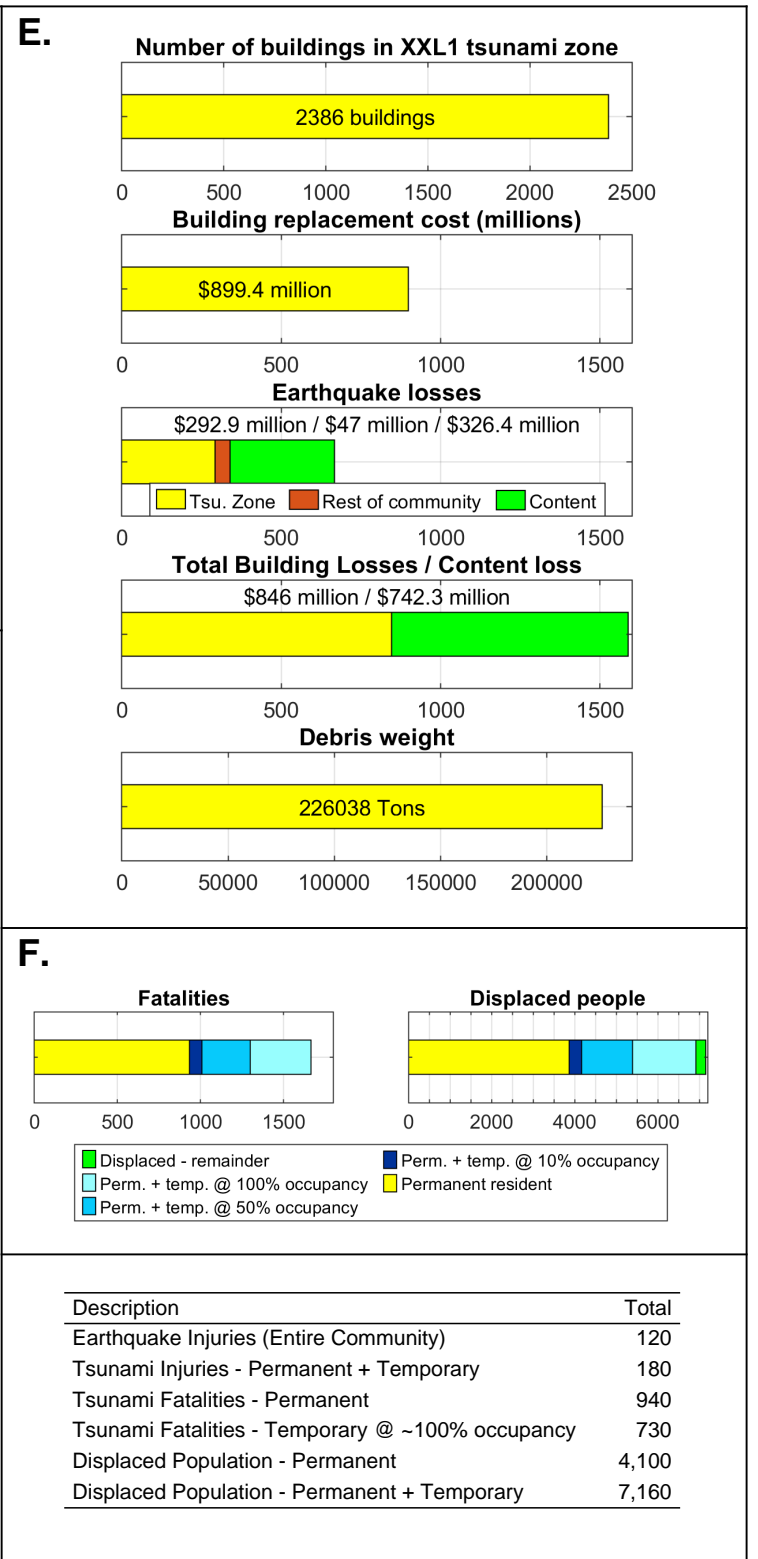 E.
Number of buildings in XXL1 tsunami zone
2386 buildings
0 500 1000 1500 2000 2500
Building replacement cost (millions)
$899.4 million
0 500 1000 1500
Earthquake losses
$292.9 million / $47 million / $326.4 million
Tsu. Zone Rest of community Content
0 500 1000 1500
Total Building Losses / Content loss
$846 million / $742.3 million
0 500 1000 1500
Debris weight
226038 Tons
0 50000 100000 150000 200000
F.
Fatalities
0 500 1000 1500
Displaced people
0 2000 4000 6000
Displaced - remainder
Perm. + temp. @ 100% occupancy
Perm. + temp. @ 50% occupancy
Perm. + temp. @ 10% occupancy
Permanent resident
Description Total
Earthquake Injuries (Entire Community) 120
Tsunami Injuries - Permanent + Temporary 180
Tsunami Fatalities - Permanent 940
Tsunami Fatalities - Temporary @ ~100% occupancy 730
Displaced Population - Permanent 4,100
Displaced Population - Permanent + Temporary 7,160